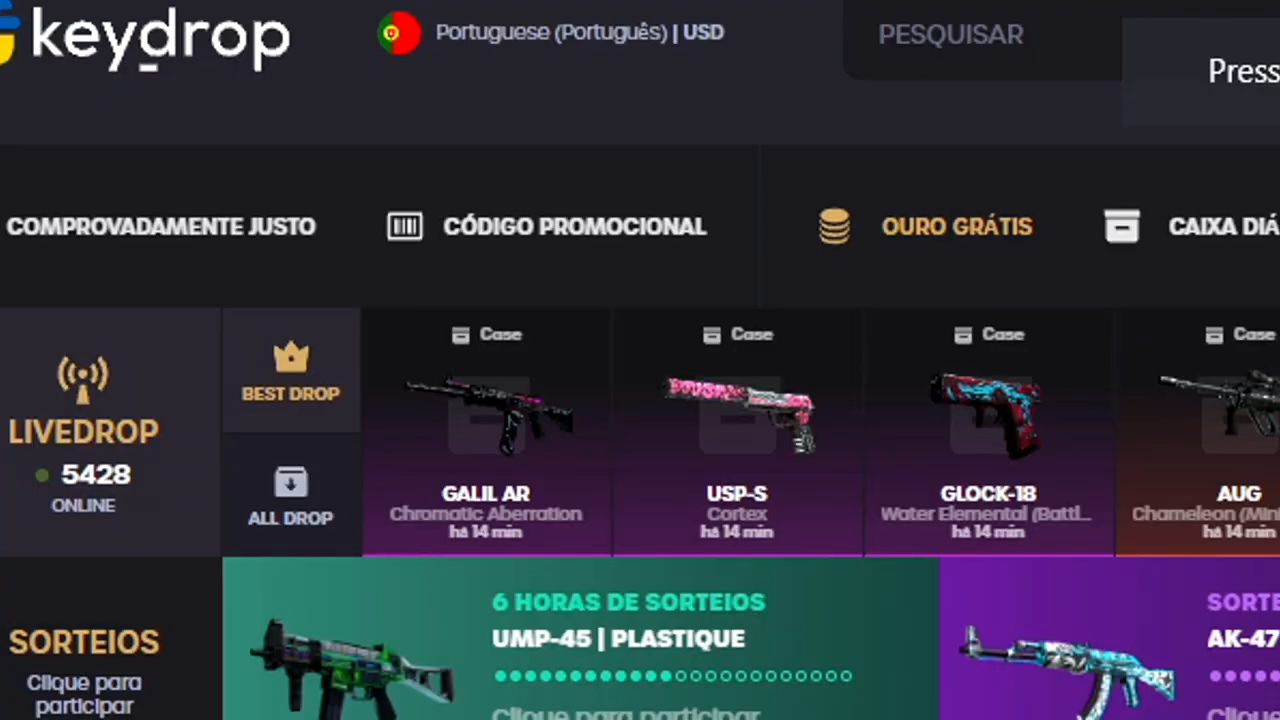 keydrop
Portuguese (Português) | USD
PESQUISAR
Press
COMPROVADAMENTE JUSTO
CÓDIGO PROMOCIONAL
OURO GRÁTIS
CAIXA DIÁ
LIVEDROP
5428
ONLINE
BEST DROP
ALL DROP
Case
GALIL AR
Chromatic Aberration
há 14 min
Case
USP-S
Cortex
há 14 min
Case
GLOCK-18
Water Elemental (Battl...
há 14 min
Case
AUG
Chameleon (Mini
há 14 min
SORTEIOS
Clique para
participar
6 HORAS DE SORTEIOS
UMP-45 | PLASTIQUE
Clique para participar
SORTE
AK-47